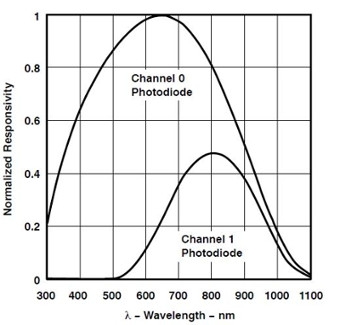 Normalized Responsivity
1
0.8
0.6
0.4
0.2
0
Channel 0
Photodiode
Channel 1
Photodiode
300 400 500 600 700 800 900 1000 1100
λ – Wavelength – nm